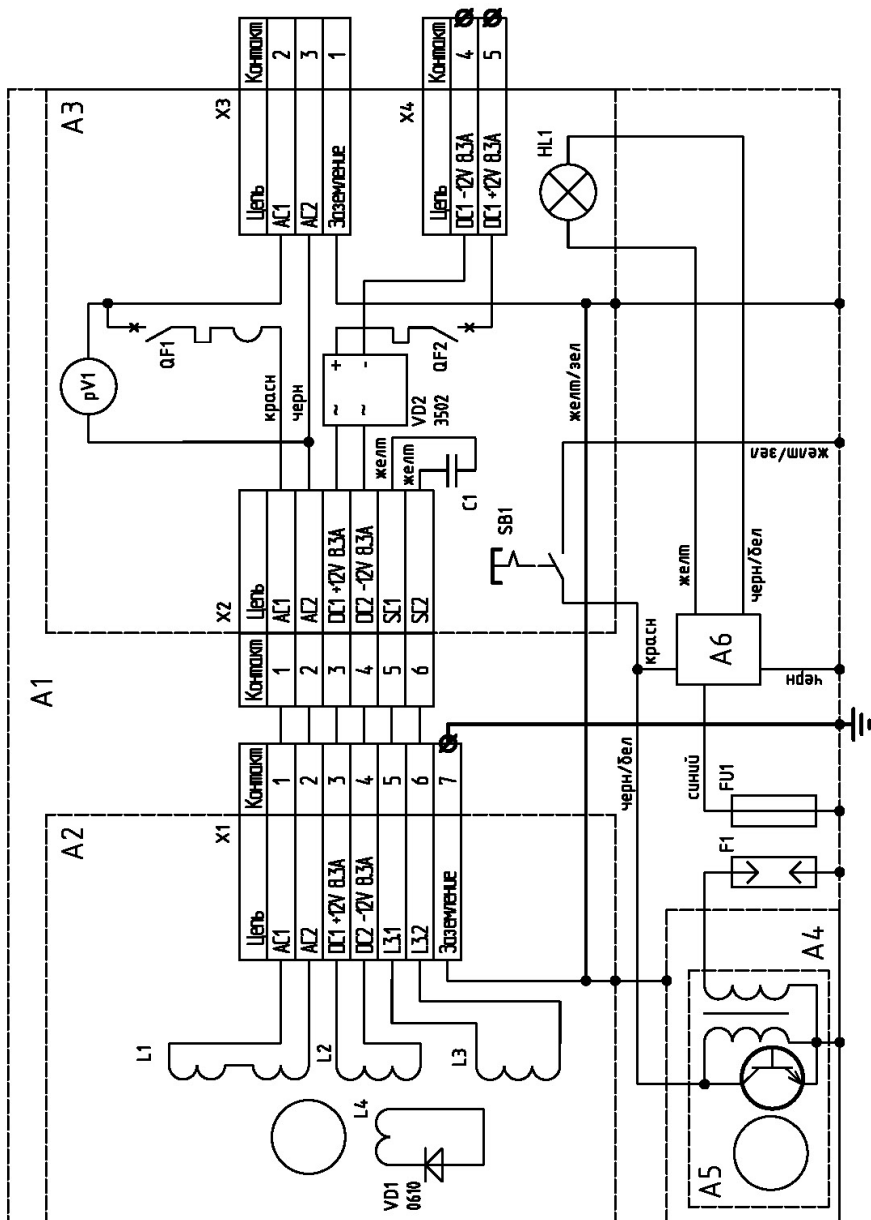 A1
A2
A3
pV1
L1
QF1
X1
X2
X3
Цепь Контакт
AC1 1
AC2 2
DC1 +12V 8.3A 3
DC2 -12V 8.3A 4
L3.1 5
L3.2 6
Заземление 7
Контакт Цепь
1 AC1
2 AC2
3 DC1 +12V 8.3A
4 DC2 -12V 8.3A
5 SC1
6 SC2
красн
черн
Цепь Контакт
AC1 2
AC2 3
Заземление 1
L2
L4
L3
VD1
0610
желт
желт
C1
+
-
~
~
VD2
3502
QF2
X4
Цепь Контакт
DC1 -12V 8.3A 4
DC1 +12V 8.3A 5
SB1
желт/зел
HL1
черн/бел
красн
желт
синий
A6
черн/бел
желт/зел
черн
F1
FU1
A5
A4